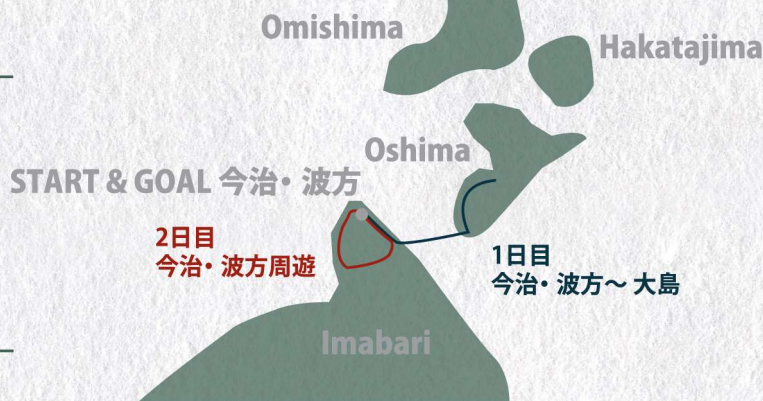 Omishima
Hakatajima
Oshima
START & GOAL 今治・波方
2日目
今治・波方周遊
1日目
今治・波方～大島
Imabari